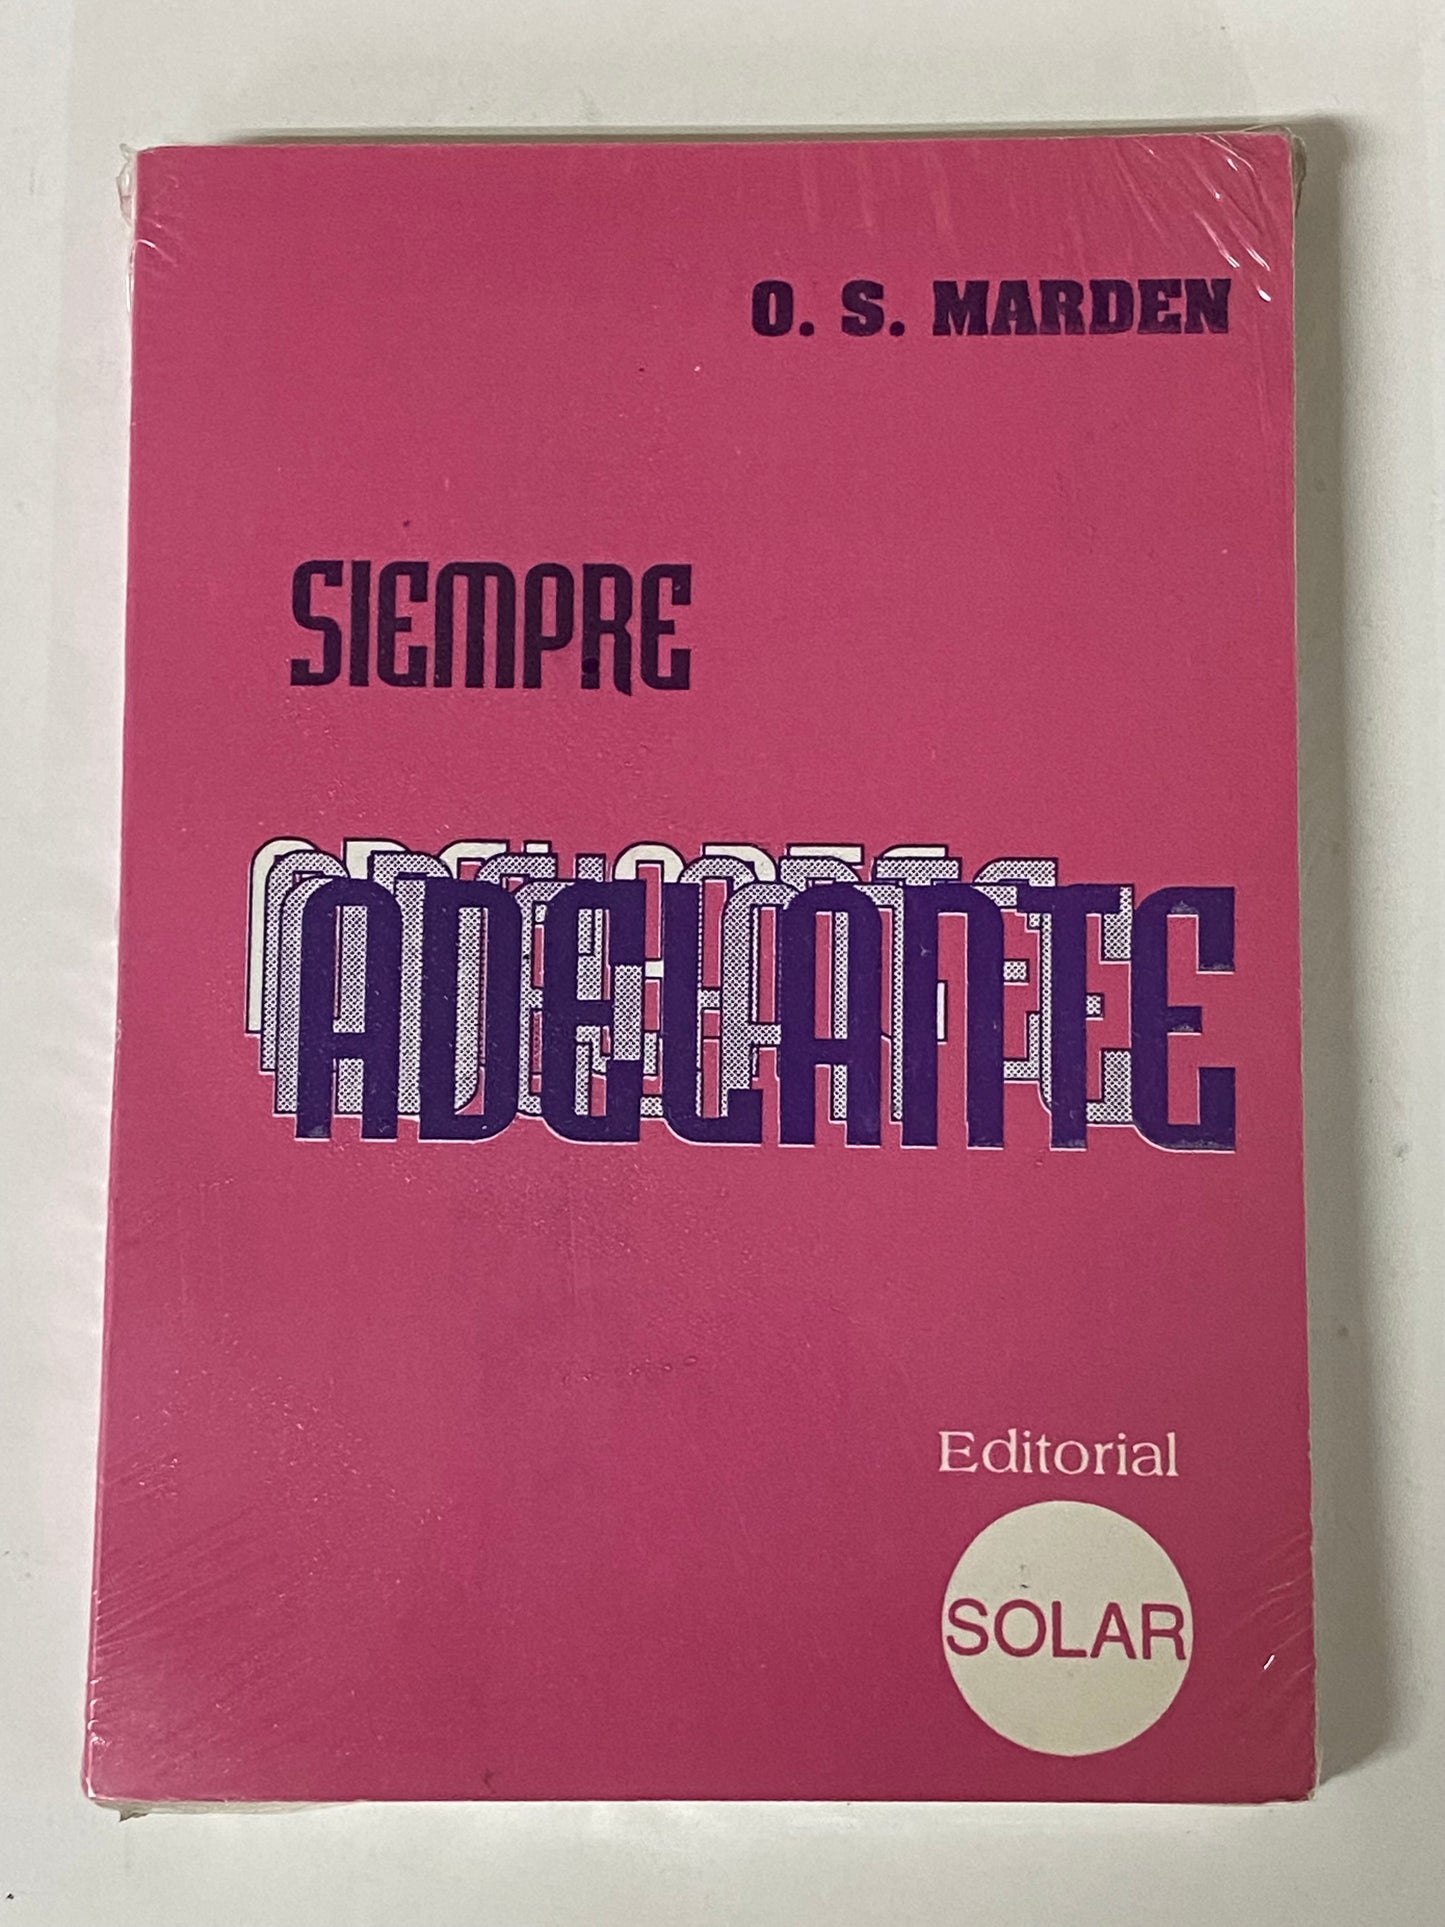 O. S. MARDEN
SIEMPRE
ADELANTE
Editorial
SOLAR